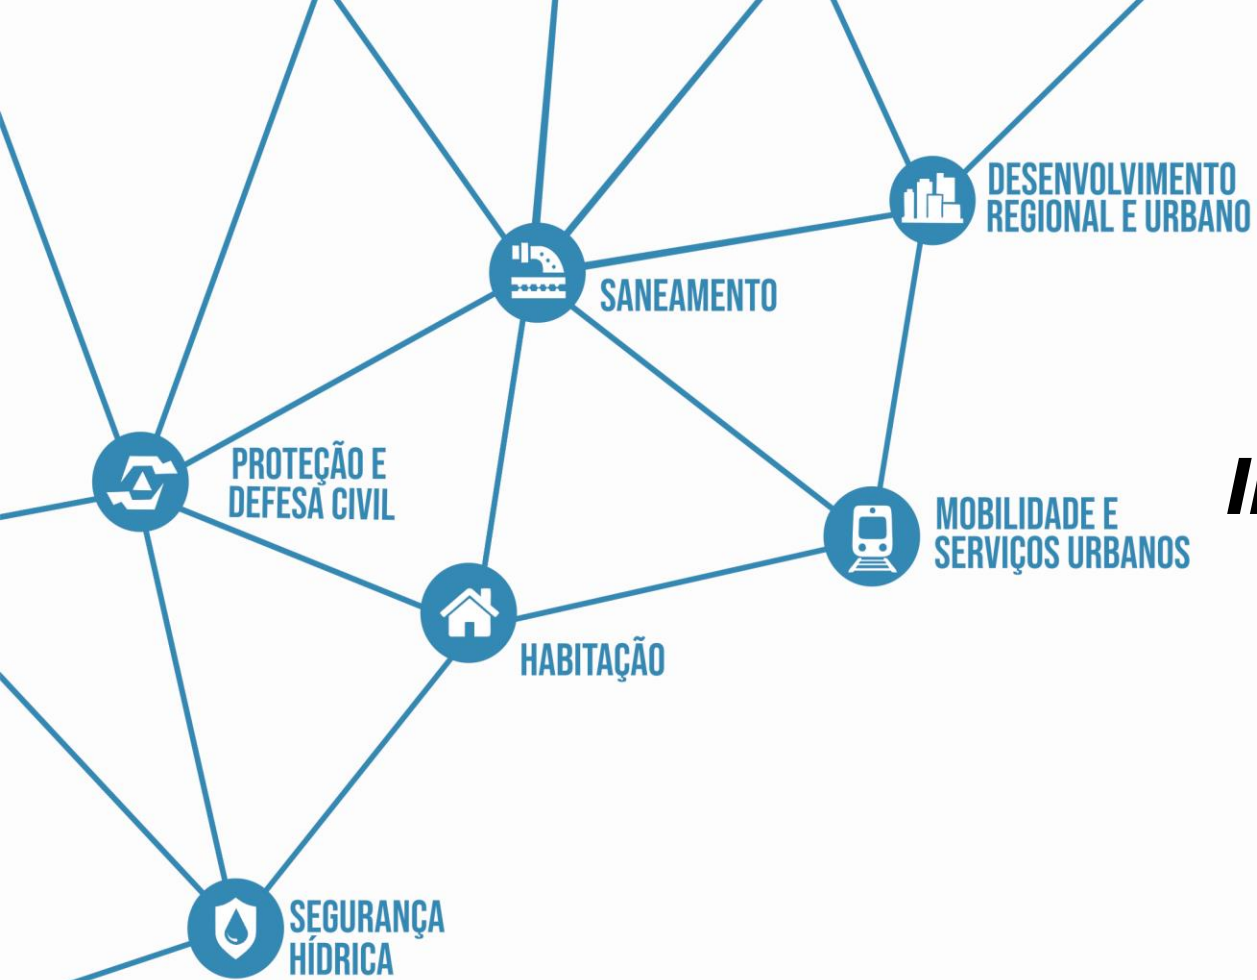 DESENVOLVIMENTO
REGIONAL E URBANO
SANEAMENTO
PROTEÇÃO E
DEFESA CIVIL
MOBILIDADE E
SERVIÇOS URBANOS
HABITAÇÃO
SEGURANÇA
HÍDRICA